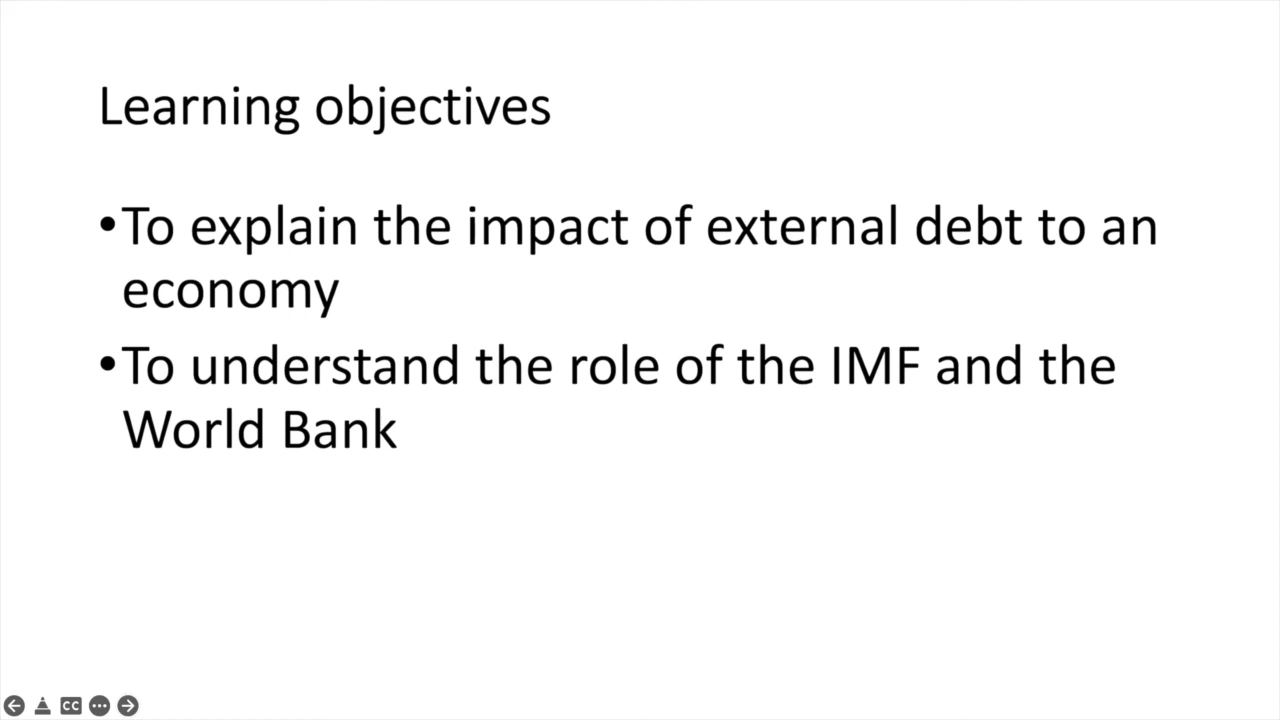 Learning objectives
•To explain the impact of external debt to an
economy
•To understand the role of the IMF and the
World Bank
CC